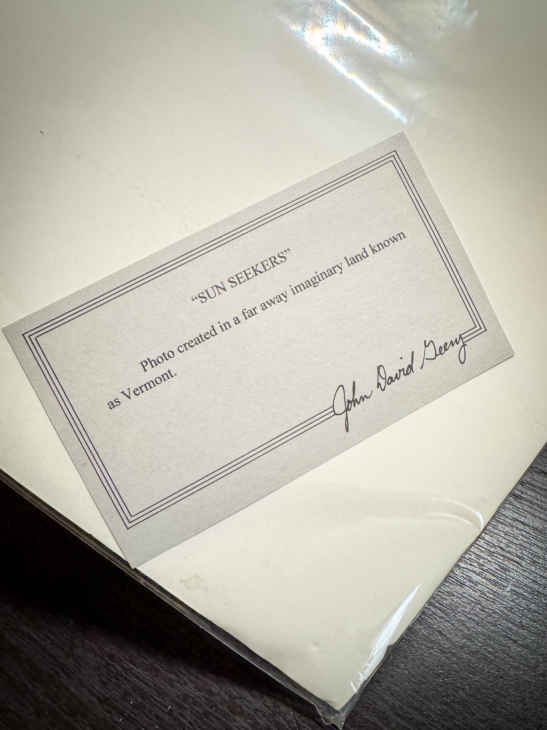 “SUN SEEKERS”
Photo created in a far away imaginary land known
as Vermont.
John David Geery